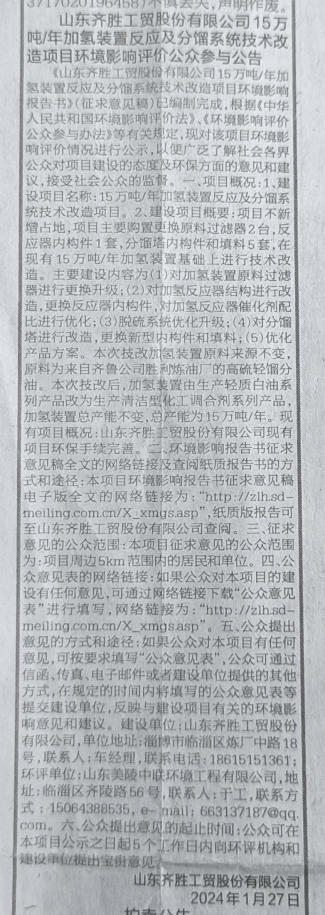 3717020196458)不慎丢失,声明作废。
山东齐胜工贸股份有限公司15万
吨/年加氢装置反应及分馏系统技术改
造项目环境影响评价公众参与公告
《山东齐胜工贸股份有限公司15万吨/年加
氢装置反应及分馏系统技术改造项目环境影响
报告书》(征求意见稿)已编制完成,根据《中华
人民共和国环境影响评价法》、《环境影响评价
公众参与办法》等有关规定,现对该项目环境影
响评价情况进行公示,以便广泛了解社会各界
公众对项目建设的态度及环保方面的意见和建
议,接受社会公众的监督。一、项目概况:1、建
设项目名称:15万吨/年加氢装置反应及分馏系
统技术改造项目。2、建设项目概要:项目不新
增占地,项目主要购置更换原料过滤器2台,反
应器内构件1套,分馏塔内构件和填料5套,在
现有15万吨/年加氢装置基础上进行技术改
造。主要建设内容为(1)对加氢装置原料过滤
器进行更换升级;(2)对加氢反应器结构进行改
造,更换反应器内构件,对加氢反应器催化剂配
比进行优化;(3)脱硫系统优化升级;(4)对分馏
塔进行改造,更换新型内构件和填料;(5)优化
产品方案。本次技改加氢装置原料来源不变,
原料为来自齐鲁公司胜利炼油厂的高硫轻馏
分油。本次技改后,加氢装置由生产轻质白油系
列产品改为生产清洁型化工调合剂系列产品,
加氢装置总产能不变,总产能为15万吨/年。现
有项目概况:山东齐胜工贸股份有限公司现有
项目环保手续完善。二、环境影响报告书征求
意见稿全文的网络链接及查阅纸质报告书的方
式和途径:本项目环境影响报告书征求意见稿
电子版全文的网络链接为:“http://zlh.sd-
meiling.com.cn/X_xmgs.asp”,纸质版报告可
至山东齐胜工贸股份有限公司查阅。三、征求
意见的公众范围:本项目征求意见的公众范围
为:项目周边5km范围内的居民和单位。四、公
众意见表的网络链接:如果公众对本项目的建
设有任何意见,可通过网络链接下载“公众意见
表”进行填写,网络链接为:“http://zlh.sd-
meiling.com.cn/X_xmgs.asp”。五、公众提出
意见的方式和途径:如果公众对本项目有任何
意见,可按要求填写“公众意见表”,公众可通过
信函、传真、电子邮件或者建设单位提供的其他
方式,在规定的时间内将填写的公众意见表等
提交建设单位,反映与建设项目有关的环境影
响意见和建议。建设单位:山东齐胜工贸股份
有限公司,单位地址:淄博市临淄区炼厂中路18
号,联系人:车经理,联系电话:18615151361;
环评单位:山东美陵中联环境工程有限公司,地
址:临淄区齐陵路56号,联系人:于工,联系方
式:15064388535,e-mail:663137187@qq.
com。六、公众提出意见的起止时间:公众可在
本项目公示之日起5个工作日内向环评机构和
建设单位提出宝贵意见。
山东齐胜工贸股份有限公司
2024年1月27日
拍卖公告